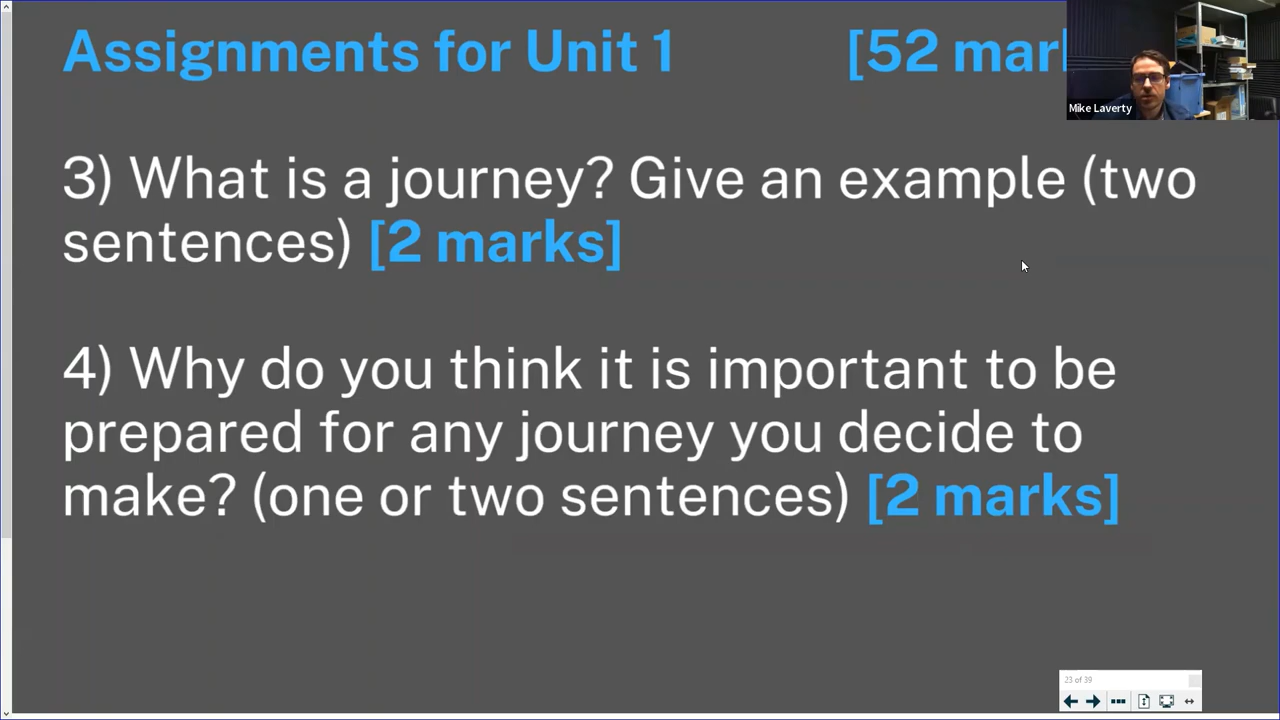 Assignments for Unit 1 [52 mar
Mike Laverty
3) What is a journey? Give an example (two
sentences) [2 marks]
4) Why do you think it is important to be
prepared for any journey you decide to
make? (one or two sentences) [2 marks]
23 of 39